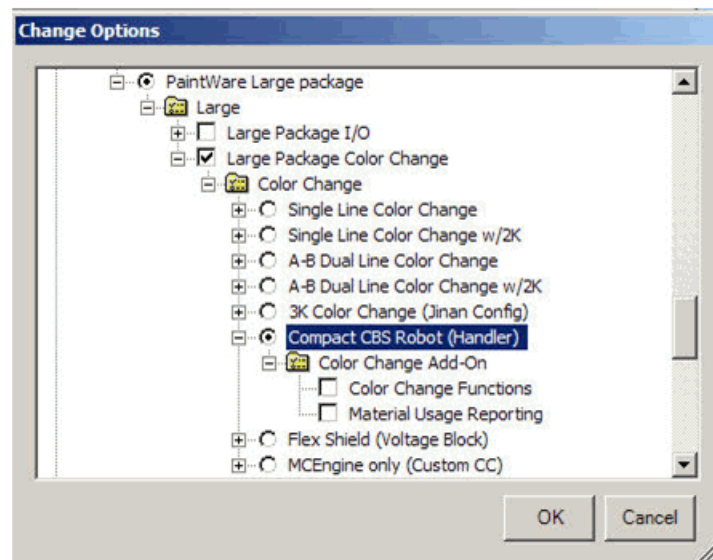 Change Options
PaintWare Large package
Large
Large Package I/O
Large Package Color Change
Color Change
Single Line Color Change
Single Line Color Change w/2K
A-B Dual Line Color Change
A-B Dual Line Color Change w/2K
3K Color Change (Jinan Config)
Compact CBS Robot (Handler)
Color Change Add-On
Color Change Functions
Material Usage Reporting
Flex Shield (Voltage Block)
MCEngine only (Custom CC)
OK Cancel